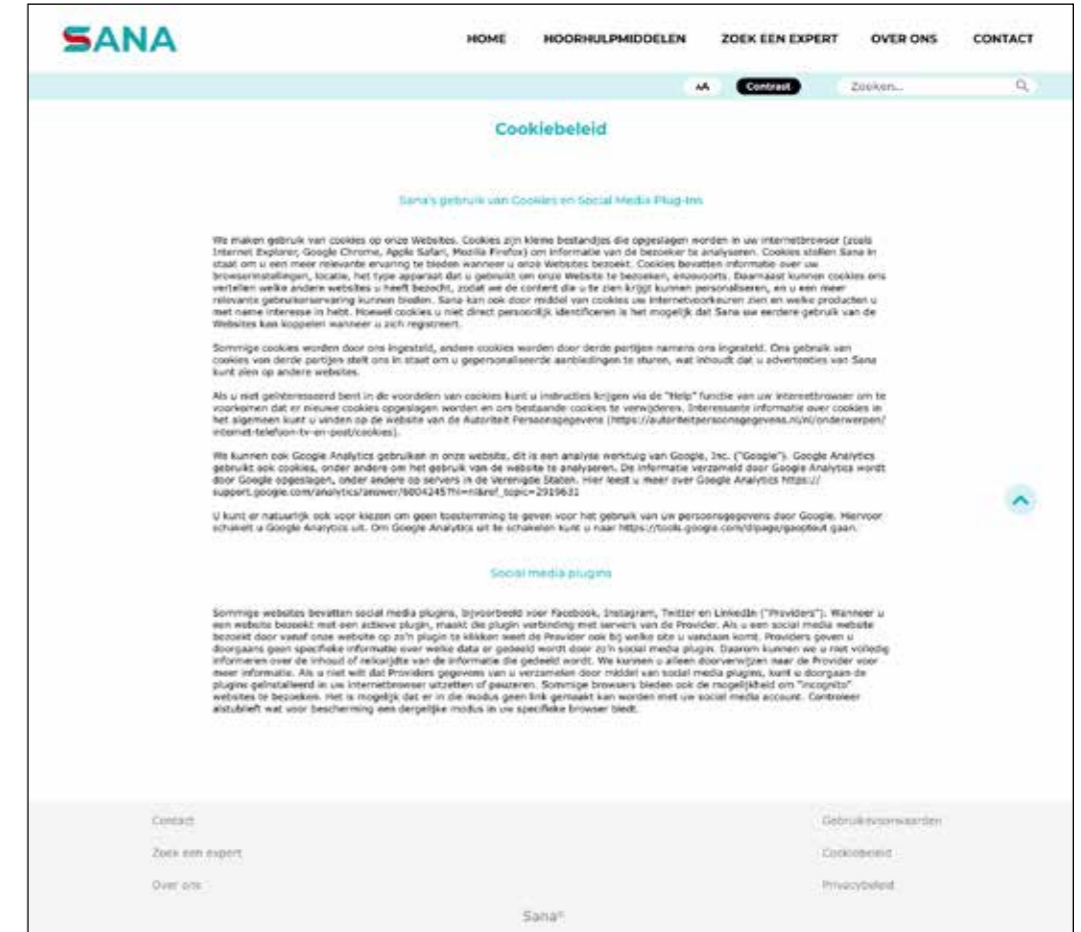 SANA
HOME HOORHULPMIDDELEN ZOEK EEN EXPERT OVER ONS CONTACT
AA Contrast Zoeken...
Cookiebeleid
Sana's gebruik van Cookies en Social Media Plug-Ins
We maken gebruik van cookies op onze Websites. Cookies zijn kleine bestandjes die opgeslagen worden in uw internetbrowser (zoals
Internet Explorer, Google Chrome, Apple Safari, Mozilla Firefox) om informatie van de bezoeker te analyseren. Cookies stellen Sana in
staat om u een meer relevante ervaring te bieden wanneer u onze Websites bezoekt. Cookies bevatten informatie over uw
browserinstellingen, locatie, het type apparaat dat u gebruikt om onze Website te bezoeken, enzovoorts. Daarnaast kunnen cookies ons
vertellen welke andere websites u heeft bezocht, zodat we de content die u te zien krijgt kunnen personaliseren, en u een meer
relevante gebruikerservaring kunnen bieden. Sana kan ook door middel van cookies uw internetvoorkeuren zien en welke producten u
met name interesse in hebt. Hoewel cookies u niet direct persoonlijk identificeren is het mogelijk dat Sana uw eerdere gebruik van de
Websites kan koppelen wanneer u zich registreert.
Sommige cookies worden door ons ingesteld, andere cookies worden door derde partijen namens ons ingesteld. Ons gebruik van
cookies van derde partijen stelt ons in staat om u gepersonaliseerde aanbiedingen te sturen, wat inhoudt dat u advertenties van Sana
kunt zien op andere websites.
Als u niet geïnteresseerd bent in de voordelen van cookies kunt u instructies krijgen via de "Help" functie van uw internetbrowser om te
voorkomen dat er nieuwe cookies opgeslagen worden en om bestaande cookies te verwijderen. Interessante informatie over cookies in
het algemeen kunt u vinden op de website van de Autoriteit Persoonsgegevens (https://autoriteitpersoonsgegevens.nl/nl/onderwerpen/
internet-telefoon-tv-en-post/cookies).
We kunnen ook Google Analytics gebruiken in onze website, dit is een analyse werktuig van Google, Inc. ("Google"). Google Analytics
gebruikt ook cookies, onder andere om het gebruik van de website te analyseren. De informatie verzameld door Google Analytics wordt
door Google opgeslagen, onder andere op servers in de Verenigde Staten. Hier leest u meer over Google Analytics https://
support.google.com/analytics/answer/6004245?hl=nl&ref_topic=2919631
U kunt er natuurlijk ook voor kiezen om geen toestemming te geven voor het gebruik van uw persoonsgegevens door Google. Hiervoor
schakelt u Google Analytics uit. Om Google Analytics uit te schakelen kunt u naar https://tools.google.com/dlpage/gaoptout gaan.
Social media plugins
Sommige websites bevatten social media plugins, bijvoorbeeld voor Facebook, Instagram, Twitter en LinkedIn ("Providers"). Wanneer u
een website bezoekt met een actieve plugin, maakt die plugin verbinding met servers van de Provider. Als u een social media website
bezoekt door vanaf onze website op zo'n plugin te klikken weet de Provider ook bij welke site u vandaan komt. Providers geven u
doorgaans geen specifieke informatie over welke data er gedeeld wordt door zo'n social media plugin. Daarom kunnen we u niet volledig
informeren over de inhoud of reikwijdte van de informatie die gedeeld wordt. We kunnen u alleen doorverwijzen naar de Provider voor
meer informatie. Als u niet wilt dat Providers gegevens van u verzamelen door middel van social media plugins, kunt u doorgaans de
plugins geïnstalleerd in uw internetbrowser uitzetten of pauzeren. Sommige browsers bieden ook de mogelijkheid om "incognito"
websites te bezoeken. Het is mogelijk dat er in die modus geen link gemaakt kan worden met uw social media account. Controleer
alstublieft wat voor bescherming een dergelijke modus in uw specifieke browser biedt.
Contact Gebruiksvoorwaarden
Zoek een expert Cookiebeleid
Over ons Privacybeleid
Sana®